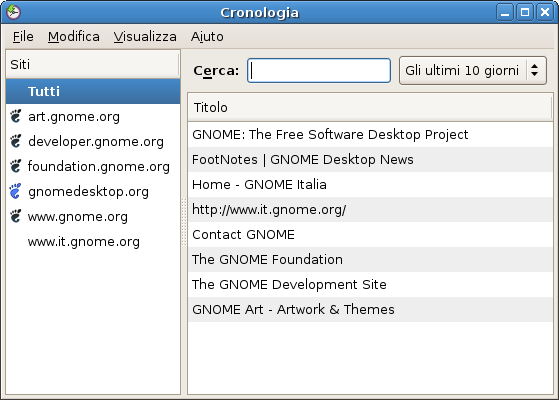 Cronologia
File Modifica Visualizza Aiuto
Siti
Tutti
art.gnome.org
developer.gnome.org
foundation.gnome.org
gnomedesktop.org
www.gnome.org
www.it.gnome.org
Cerca: Gli ultimi 10 giorni
Titolo
GNOME: The Free Software Desktop Project
FootNotes | GNOME Desktop News
Home - GNOME Italia
http://www.it.gnome.org/
Contact GNOME
The GNOME Foundation
The GNOME Development Site
GNOME Art - Artwork & Themes